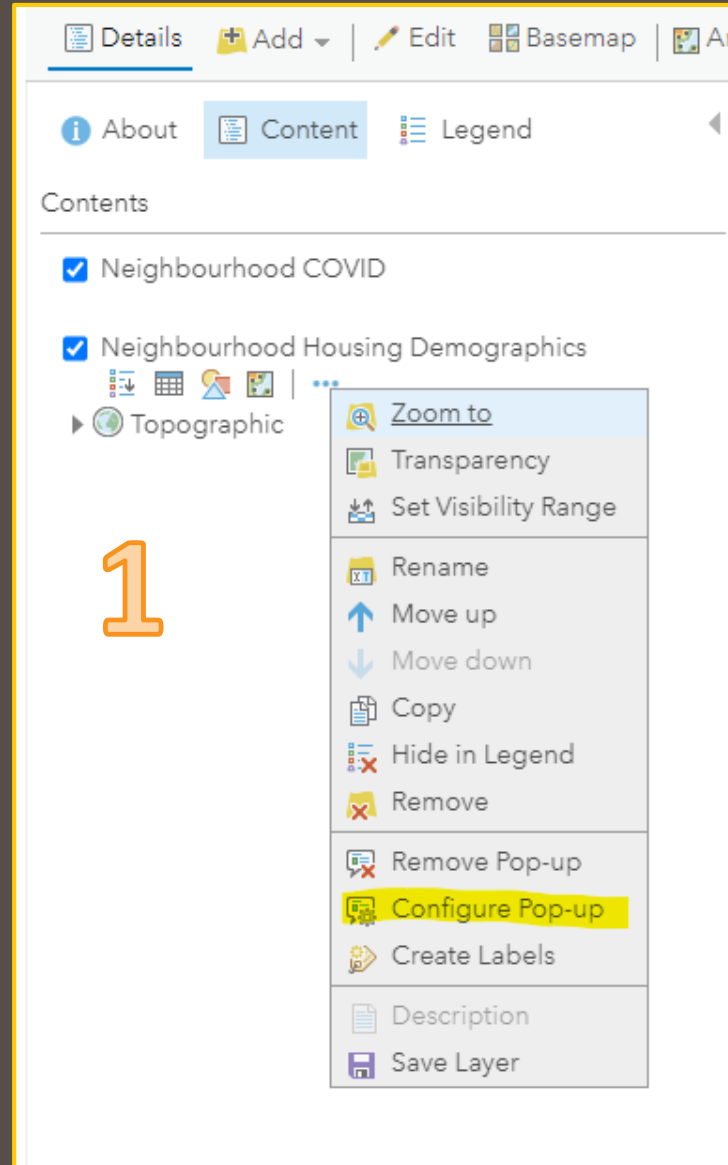 Details Add Edit Basemap
About Content Legend
Contents
Neighbourhood COVID
Neighbourhood Housing Demographics
Topographic
Zoom to
Transparency
Set Visibility Range
1
Rename
Move up
Move down
Copy
Hide in Legend
Remove
Remove Pop-up
Configure Pop-up
Create Labels
Description
Save Layer